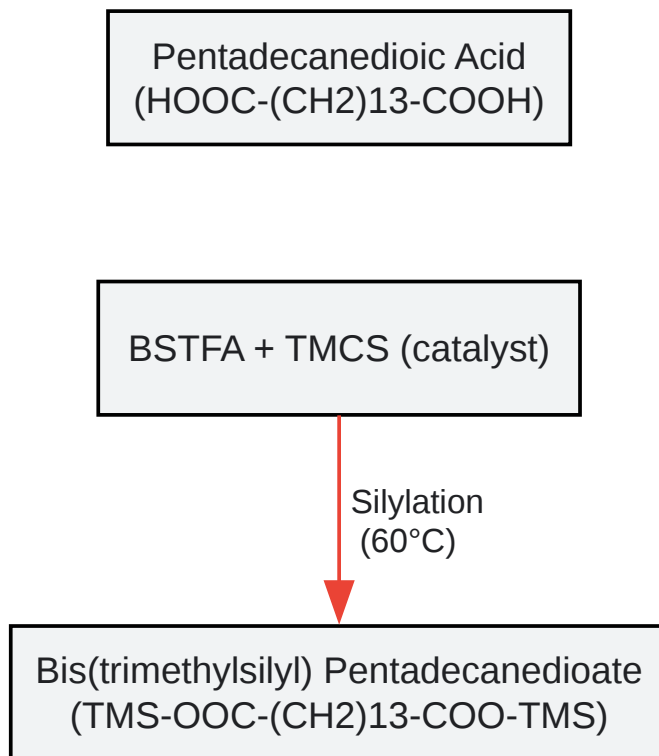 Pentadecanedioic Acid
(HOOC-(CH2)13-COOH)
BSTFA + TMCS (catalyst)
Silylation
(60°C)
Bis(trimethylsilyl) Pentadecanedioate
(TMS-OOC-(CH2)13-COO-TMS)